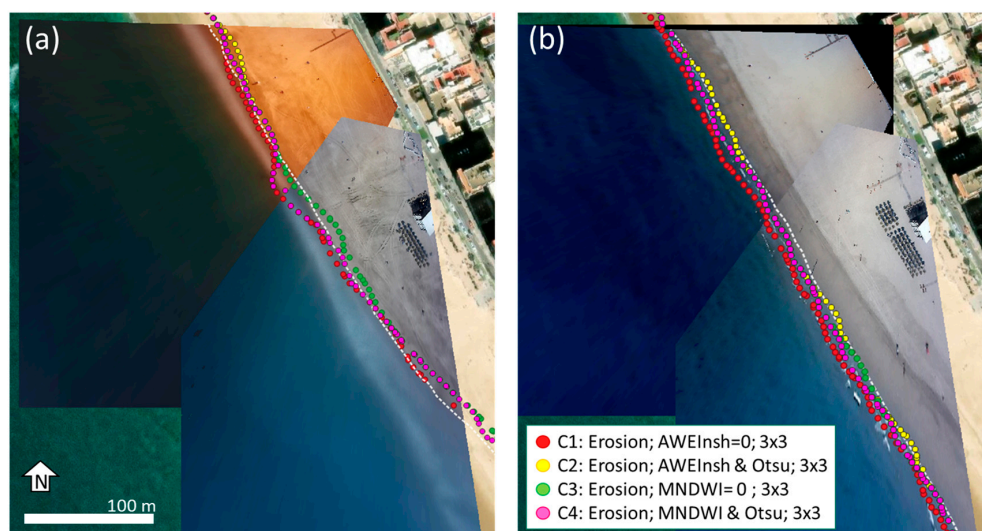 (a)
(b)
C1: Erosion; AWEInsh=0; 3x3
C2: Erosion; AWEInsh & Otsu; 3x3
C3: Erosion; MNDWI= 0 ; 3x3
C4: Erosion; MNDWI & Otsu; 3x3
N
100 m